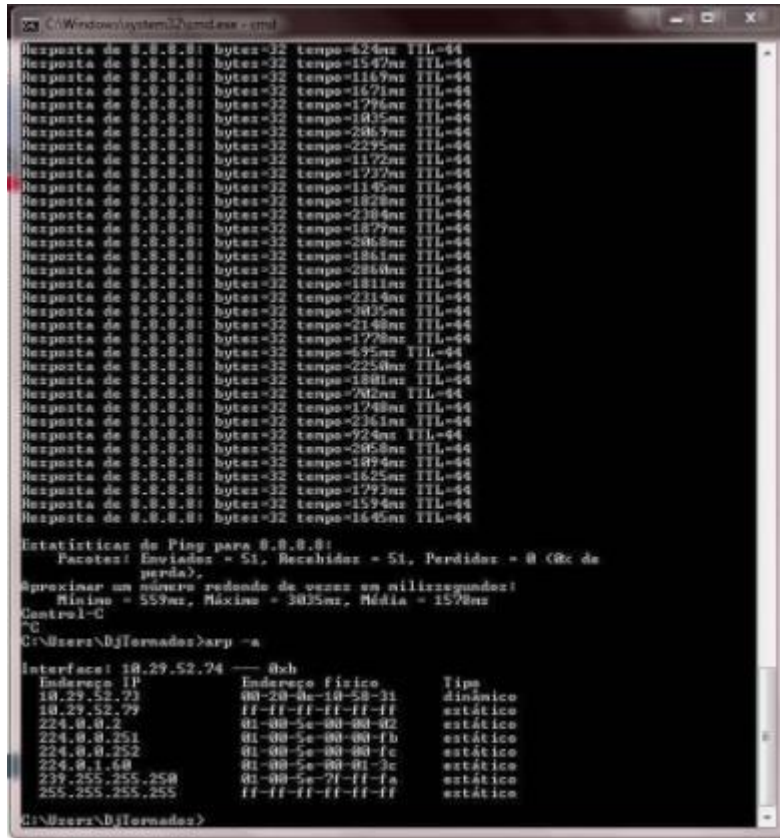 C:\Windows\system32\cmd.exe - cmd
Resposta de 8.8.8.8: bytes=32 tempo=624ms TTL=44
Resposta de 8.8.8.8: bytes=32 tempo=1547ms TTL=44
Resposta de 8.8.8.8: bytes=32 tempo=1169ms TTL=44
Resposta de 8.8.8.8: bytes=32 tempo=1671ms TTL=44
Resposta de 8.8.8.8: bytes=32 tempo=1796ms TTL=44
Resposta de 8.8.8.8: bytes=32 tempo=1035ms TTL=44
Resposta de 8.8.8.8: bytes=32 tempo=2069ms TTL=44
Resposta de 8.8.8.8: bytes=32 tempo=2295ms TTL=44
Resposta de 8.8.8.8: bytes=32 tempo=1172ms TTL=44
Resposta de 8.8.8.8: bytes=32 tempo=1737ms TTL=44
Resposta de 8.8.8.8: bytes=32 tempo=1145ms TTL=44
Resposta de 8.8.8.8: bytes=32 tempo=1828ms TTL=44
Resposta de 8.8.8.8: bytes=32 tempo=2384ms TTL=44
Resposta de 8.8.8.8: bytes=32 TTL=44
Resposta de 8.8.8.8: bytes=32 tempo=2068ms TTL=44
Resposta de 8.8.8.8: bytes=32 tempo=1861ms TTL=44
Resposta de 8.8.8.8: bytes=32 tempo=2860ms TTL=44
Resposta de 8.8.8.8: bytes=32 tempo=1811ms TTL=44
Resposta de 8.8.8.8: bytes=32 tempo=2314ms TTL=44
Resposta de 8.8.8.8: bytes=32 tempo=3035ms TTL=44
Resposta de 8.8.8.8: bytes=32 tempo=2148ms TTL=44
Resposta de 8.8.8.8: bytes=32 tempo=1778ms TTL=44
Resposta de 8.8.8.8: bytes=32 tempo=695ms TTL=44
Resposta de 8.8.8.8: bytes=32 tempo=2250ms TTL=44
Resposta de 8.8.8.8: bytes=32 tempo=1801ms TTL=44
Resposta de 8.8.8.8: bytes=32 tempo=702ms TTL=44
Resposta de 8.8.8.8: bytes=32 tempo=1748ms TTL=44
Resposta de 8.8.8.8: bytes=32 tempo=2361ms TTL=44
Resposta de 8.8.8.8: bytes=32 tempo=924ms TTL=44
Resposta de 8.8.8.8: bytes=32 tempo=2058ms TTL=44
Resposta de 8.8.8.8: bytes=32 tempo=1094ms TTL=44
Resposta de 8.8.8.8: bytes=32 tempo=1625ms TTL=44
Resposta de 8.8.8.8: bytes=32 tempo=1793ms TTL=44
Resposta de 8.8.8.8: bytes=32 tempo=1594ms TTL=44
Resposta de 8.8.8.8: bytes=32 tempo=1645ms TTL=44
Estatísticas do Ping para 8.8.8.8:
Pacotes: Enviados = 51, Recebidos = 51, Perdidos = 0 (0% de
perda),
Aproximar um número redondo de vezes em milissegundos:
Mínimo = 559ms, Máximo = 3035ms, Média = 1578ms
Control-C
^C
C:\Users\DjTornados>arp -a
Interface: 10.29.52.74 --- 0xb
Endereço IP Endereço físico Tipo
10.29.52.73 00-20-0e-10-58-31 dinâmico
10.29.52.79 ff-ff-ff-ff-ff-ff estático
224.0.0.2 01-00-5e-00-00-02 estático
224.0.0.251 01-00-5e-00-00-fb estático
224.0.0.252 01-00-5e-00-00-fc estático
224.0.1.60 01-00-5e-00-01-3c estático
239.255.255.250 01-00-5e-7f-ff-fa estático
255.255.255.255 ff-ff-ff-ff-ff-ff estático
C:\Users\DjTornados>